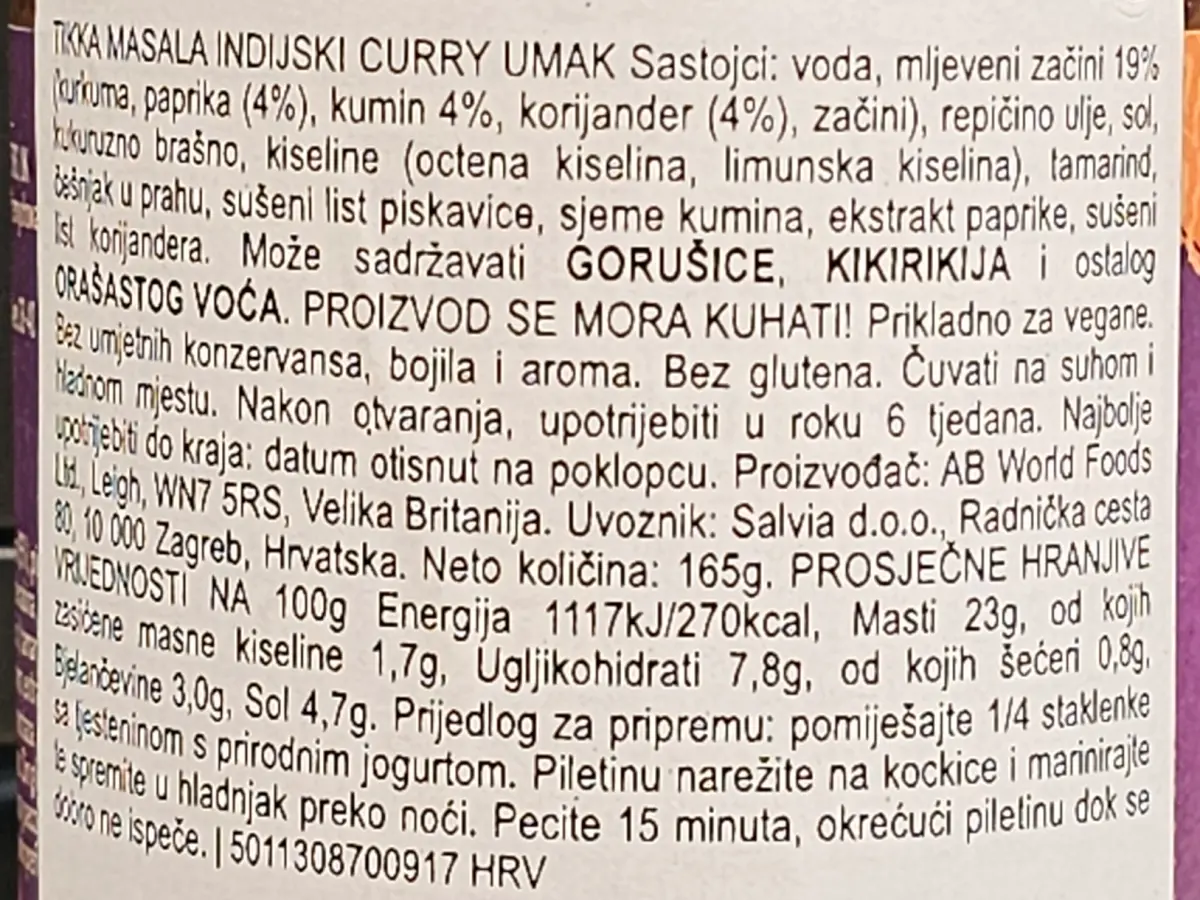 TIKKA MASALA INDIJSKI CURRY UMAK Sastojci: voda, mljeveni začini 19%
(kurkuma, paprika (4%), kumin 4%, korijander (4%), začini), repičino ulje, sol,
kukuruzno brašno, kiseline (octena kiselina, limunska kiselina), tamarind,
češnjak u prahu, sušeni list piskavice, sjeme kumina, ekstrakt paprike, sušeni
list korijandera. Može sadržavati GORUŠICE, KIKIRIKIJA i ostalog
ORAŠASTOG VOĆA. PROIZVOD SE MORA KUHATI! Prikladno za vegane.
Bez umjetnih konzervansa, bojila i aroma. Bez glutena. Čuvati na suhom i
hladnom mjestu. Nakon otvaranja, upotrijebiti u roku 6 tjedana. Najbolje
upotrijebiti do kraja: datum otisnut na poklopcu. Proizvođač: AB World Foods
Ltd., Leigh, WN7 5RS, Velika Britanija. Uvoznik: Salvia d.o.o., Radnička cesta
80, 10 000 Zagreb, Hrvatska. Neto količina: 165g. PROSJEČNE HRANJIVE
VRIJEDNOSTI NA 100g Energija 1117kJ/270kcal, Masti 23g, od kojih
zasićene masne kiseline 1,7g, Ugljikohidrati 7,8g, od kojih šećeri 0,8g,
Bjelančevine 3,0g, Sol 4,7g. Prijedlog za pripremu: pomiješajte 1/4 staklenke
sa tjesteninom s prirodnim jogurtom. Piletinu narežite na kockice i marinirajte
te spremite u hladnjak preko noći. Pecite 15 minuta, okrećući piletinu dok se
dobro ne ispeče. | 5011308700917 HRV